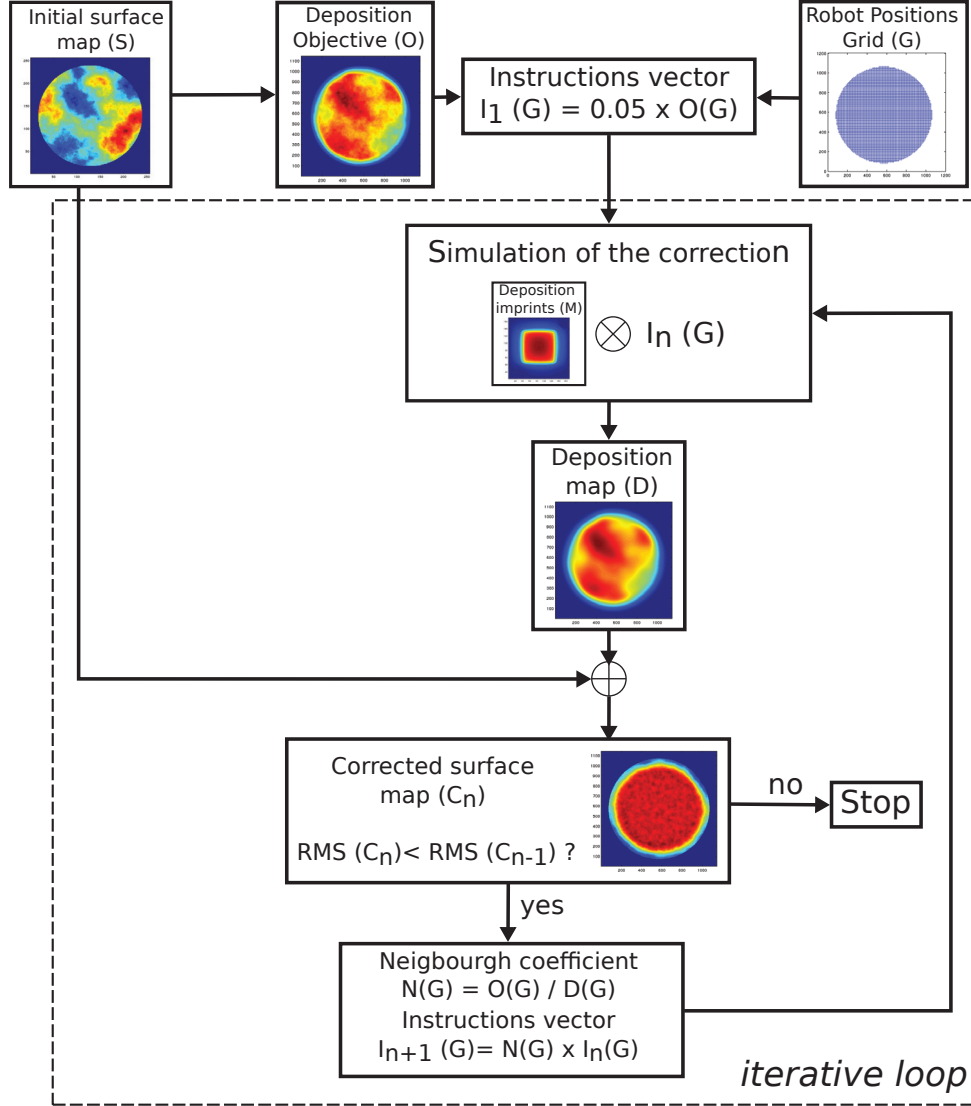 Initial surface
map (S)
Deposition
Objective (O)
Instructions vector
I1 (G) = 0.05 x O(G)
Robot Positions
Grid (G)
Simulation of the correction
Deposition
imprints (M)
In (G)
Deposition
map (D)
Corrected surface
map (Cn)
RMS (Cn)< RMS (Cn-1) ?
no
Stop
yes
Neigbourgh coefficient
N(G) = O(G) / D(G)
Instructions vector
In+1 (G)= N(G) x In(G)
iterative loop